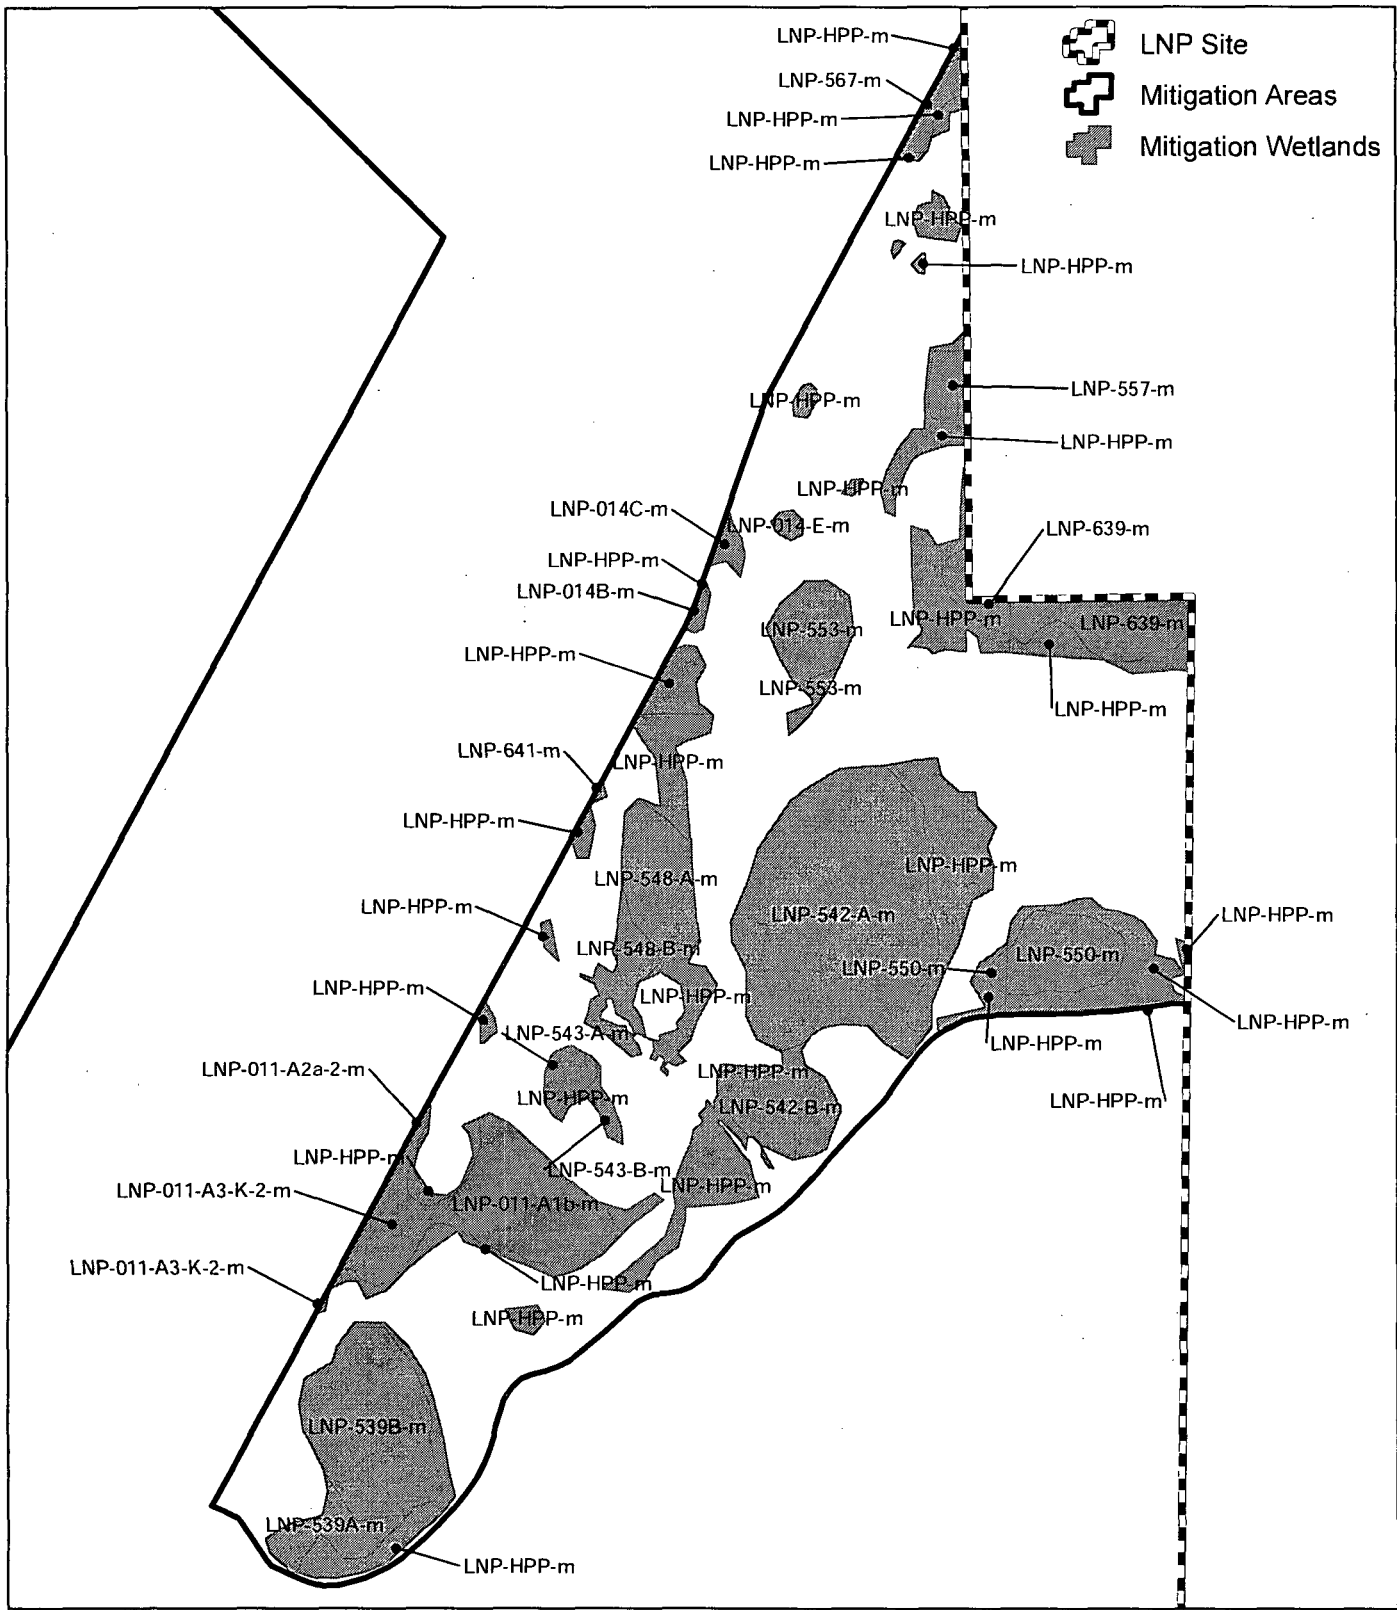 LNP-HPP-m
LNP Site
LNP-567-m
Mitigation Areas
LNP-HPP-m
Mitigation Wetlands
LNP-HPP-m
LNP-HPP-m
LNP-HPP-m
LNP-557-m
LNP-HPP-m
LNP-HPP-m
LNP-HPP-m
LNP-014C-m
LNP-014-E-m
LNP-639-m
LNP-HPP-m
LNP-014B-m
LNP-HPP-m
LNP-639-m
LNP-553-m
LNP-HPP-m
LNP-553-m
LNP-HPP-m
LNP-641-m
LNP-HPP-m
LNP-HPP-m
LNP-HPP-m
LNP-548-A-m
LNP-HPP-m
LNP-542-A-m
LNP-HPP-m
LNP-548-B-m
LNP-550-m
LNP-550-m
LNP-HPP-m
LNP-HPP-m
LNP-HPP-m
LNP-543-A-m
LNP-HPP-m
LNP-011-A2a-2-m
LNP-HPP-m
LNP-HPP-m
LNP-542-B-m
LNP-HPP-m
LNP-HPP-m
LNP-543-B-m
LNP-011-A3-K-2-m
LNP-HPP-m
LNP-011-A1b-m
LNP-011-A3-K-2-m
LNP-HPP-m
LNP-HPP-m
LNP-539B-m
LNP-539A-m
LNP-HPP-m